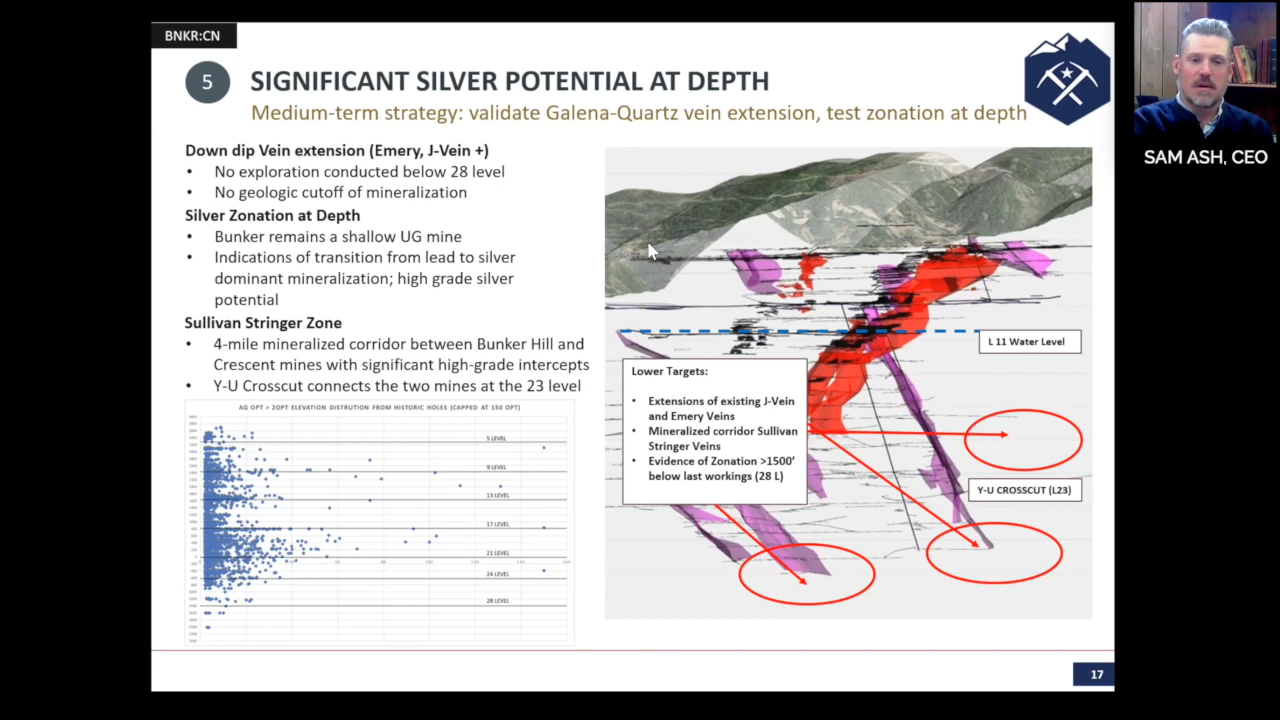 BNKR:CN
5
SIGNIFICANT SILVER POTENTIAL AT DEPTH
Medium-term strategy: validate Galena-Quartz vein extension, test zonation at depth
SAM ASH, CEO
Down dip Vein extension (Emery, J-Vein +)
• No exploration conducted below 28 level
• No geologic cutoff of mineralization
Silver Zonation at Depth
• Bunker remains a shallow UG mine
• Indications of transition from lead to silver
dominant mineralization; high grade silver
potential
Sullivan Stringer Zone
• 4-mile mineralized corridor between Bunker Hill and
Crescent mines with significant high-grade intercepts
• Y-U Crosscut connects the two mines at the 23 level
AG OPT > 2OPT ELEVATION DISTRUTION FROM HISTORIC HOLES (CAPPED AT 150 OPT)
5 LEVEL
9 LEVEL
13 LEVEL
17 LEVEL
21 LEVEL
24 LEVEL
28 LEVEL
L 11 Water Level
Lower Targets:
• Extensions of existing J-Vein
and Emery Veins
• Mineralized corridor Sullivan
Stringer Veins
• Evidence of Zonation >1500’
below last workings (28 L)
Y-U CROSSCUT (L23)
17